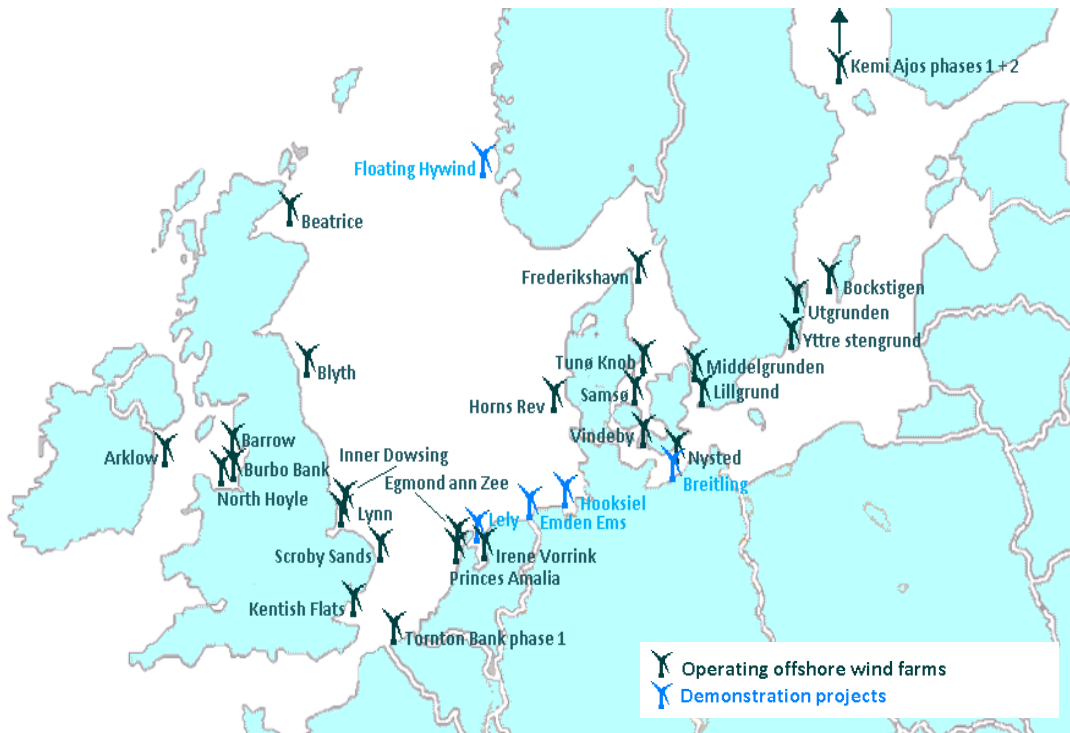 Kemi Ajos phases 1+2
Floating Hywind
Beatrice
Frederikshavn
Bockstigen
Utgrunden
Yttre stengrund
Blyth
Tunø Knob
Middelgrunden
Samsø
Lillgrund
Horns Rev
Vindeby
Barrow
Arklow
Inner Dowsing
Nysted
Burbo Bank
Egmond ann Zee
Breitling
North Hoyle
Hooksiel
Lynn
Lely
Emden Ems
Scroby Sands
Irene Vorrink
Princes Amalia
Kentish Flats
Tornton Bank phase 1
Operating offshore wind farms
Demonstration projects